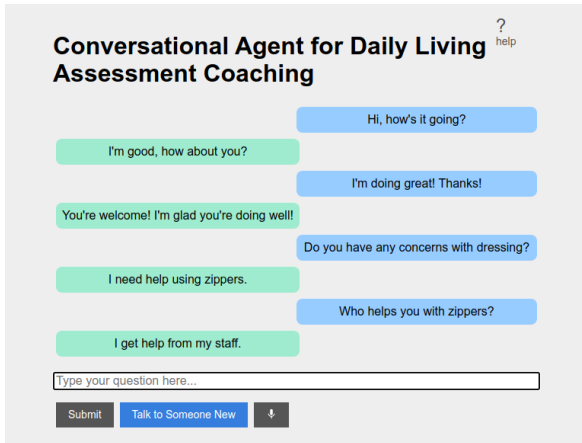 ?
help
Conversational Agent for Daily Living
Assessment Coaching
Hi, how's it going?
I'm good, how about you?
I'm doing great! Thanks!
You're welcome! I'm glad you're doing well!
Do you have any concerns with dressing?
I need help using zippers.
Who helps you with zippers?
I get help from my staff.
Type your question here...
Submit
Talk to Someone New